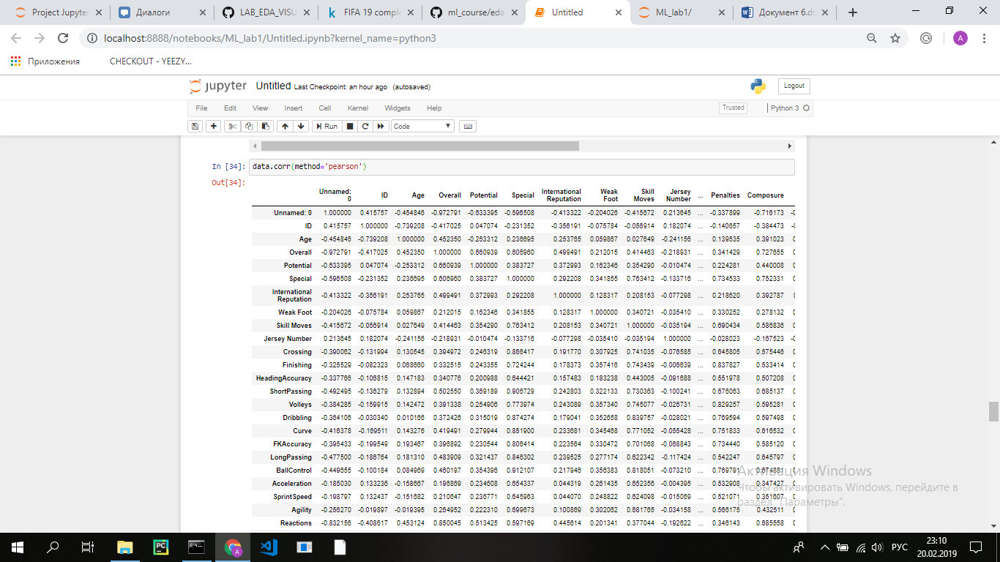 Project Jupyter
Диалоги
LAB_EDA_VISU
FIFA 19 comple
ml_course/eda
Untitled
ML_lab1/
Документ 6.do
localhost:8888/notebooks/ML_lab1/Untitled.ipynb?kernel_name=python3
A
Приложения CHECKOUT - YEEZY...
jupyter Untitled Last Checkpoint: an hour ago (autosaved) Logout
File Edit View Insert Cell Kernel Widgets Help Trusted Python 3
Run Code
In [34]: data.corr(method='pearson')
Out[34]:
Unnamed: 0 ID Age Overall Potential Special International Reputation Weak Foot Skill Moves Jersey Number ... Penalties Composure
Unnamed: 0 1.000000 0.415757 -0.454846 -0.972791 -0.633395 -0.596508 -0.413322 -0.204026 -0.415672 0.213645 ... -0.337899 -0.716173 -0
ID 0.415757 1.000000 -0.739208 -0.417025 0.047074 -0.231352 -0.356191 -0.075784 -0.056914 0.182074 ... -0.140657 -0.384473 -0
Age -0.454846 -0.739208 1.000000 0.452350 -0.253312 0.236695 0.253765 0.059867 0.027649 -0.241156 ... 0.139535 0.391023 0
Overall -0.972791 -0.417025 0.452350 1.000000 0.660939 0.606960 0.499491 0.212015 0.414463 -0.218931 ... 0.341429 0.727655 0
Potential -0.633395 0.047074 -0.253312 0.660939 1.000000 0.383727 0.372993 0.162346 0.354290 -0.010474 ... 0.224281 0.440008 0
Special -0.596508 -0.231352 0.236695 0.606960 0.383727 1.000000 0.292208 0.341855 0.763412 -0.133716 ... 0.734533 0.752331 0
International Reputation -0.413322 -0.356191 0.253765 0.499491 0.372993 0.292208 1.000000 0.128317 0.208153 -0.077298 ... 0.218620 0.392787 0
Weak Foot -0.204026 -0.075784 0.059867 0.212015 0.162346 0.341855 0.128317 1.000000 0.340721 -0.035410 ... 0.330252 0.278132 0
Skill Moves -0.415672 -0.056914 0.027649 0.414463 0.354290 0.763412 0.208153 0.340721 1.000000 -0.035194 ... 0.690434 0.586836 0
Jersey Number 0.213645 0.182074 -0.241156 -0.218931 -0.010474 -0.133716 -0.077298 -0.035410 -0.035194 1.000000 ... -0.028023 -0.167523 -0
Crossing -0.390062 -0.131994 0.130545 0.394972 0.246319 0.866417 0.191770 0.307925 0.741035 -0.076585 ... 0.645805 0.575446 0
Finishing -0.325529 -0.082323 0.068660 0.332515 0.243355 0.724244 0.178373 0.357416 0.743439 -0.006639 ... 0.837827 0.533414 0
HeadingAccuracy -0.337766 -0.106815 0.147183 0.340776 0.200988 0.644421 0.157483 0.183238 0.443005 -0.091688 ... 0.551978 0.507208 0
ShortPassing -0.492495 -0.136279 0.132894 0.502550 0.369189 0.906729 0.242803 0.322133 0.730363 -0.100241 ... 0.676063 0.685137 0
Volleys -0.384285 -0.159915 0.142472 0.391338 0.254906 0.773974 0.243089 0.357340 0.745077 -0.026731 ... 0.829257 0.595281 0
Dribbling -0.364106 -0.030340 0.010166 0.372426 0.315019 0.874274 0.179041 0.352658 0.839757 -0.028021 ... 0.769594 0.597498 0
Curve -0.416378 -0.169511 0.143276 0.419491 0.279944 0.851900 0.233681 0.345468 0.771052 -0.055428 ... 0.751833 0.616532 0
FKAccuracy -0.395433 -0.199549 0.193467 0.396892 0.230544 0.806414 0.223564 0.330472 0.701068 -0.068843 ... 0.734440 0.585120 0
LongPassing -0.477500 -0.186764 0.181310 0.483909 0.321437 0.846302 0.239525 0.277174 0.622342 -0.117424 ... 0.542247 0.645797 0
BallControl -0.449655 -0.100184 0.084969 0.460197 0.354396 0.912107 0.217946 0.356383 0.818051 -0.073210 ... 0.769791 0.674881 0
Acceleration -0.185030 0.133236 -0.158667 0.196869 0.234608 0.654337 0.044319 0.261435 0.652356 -0.004395 ... 0.532908 0.347427 0
SprintSpeed -0.198797 0.132437 -0.151682 0.210647 0.236771 0.645963 0.044070 0.248822 0.624098 -0.015069 ... 0.521071 0.351607 0
Agility -0.256270 -0.019897 -0.019395 0.264952 0.222310 0.699673 0.100869 0.302062 0.681765 -0.034158 ... 0.566175 0.432511 0
Reactions -0.832156 -0.408617 0.453124 0.850045 0.513425 0.597169 0.445614 0.201341 0.377044 -0.192622 ... 0.346143 0.685558 0
Активация Windows
Чтобы активировать Windows, перейдите в
раздел "Параметры".
РУС
23:10
20.02.2019